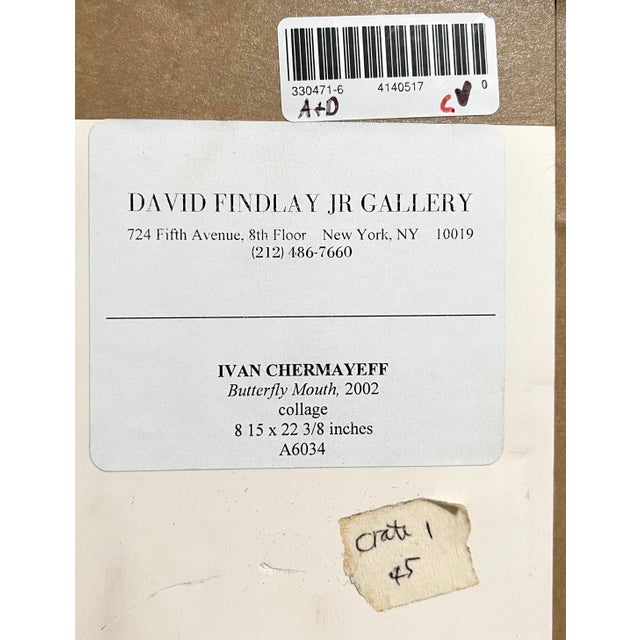 330471-6 4140517 0
A+D
DAVID FINDLAY JR GALLERY
724 Fifth Avenue, 8th Floor New York, NY 10019
(212) 486-7660
IVAN CHERMAYEFF
Butterfly Mouth, 2002
collage
8 15 x 22 3/8 inches
A6034
Crate 1
45